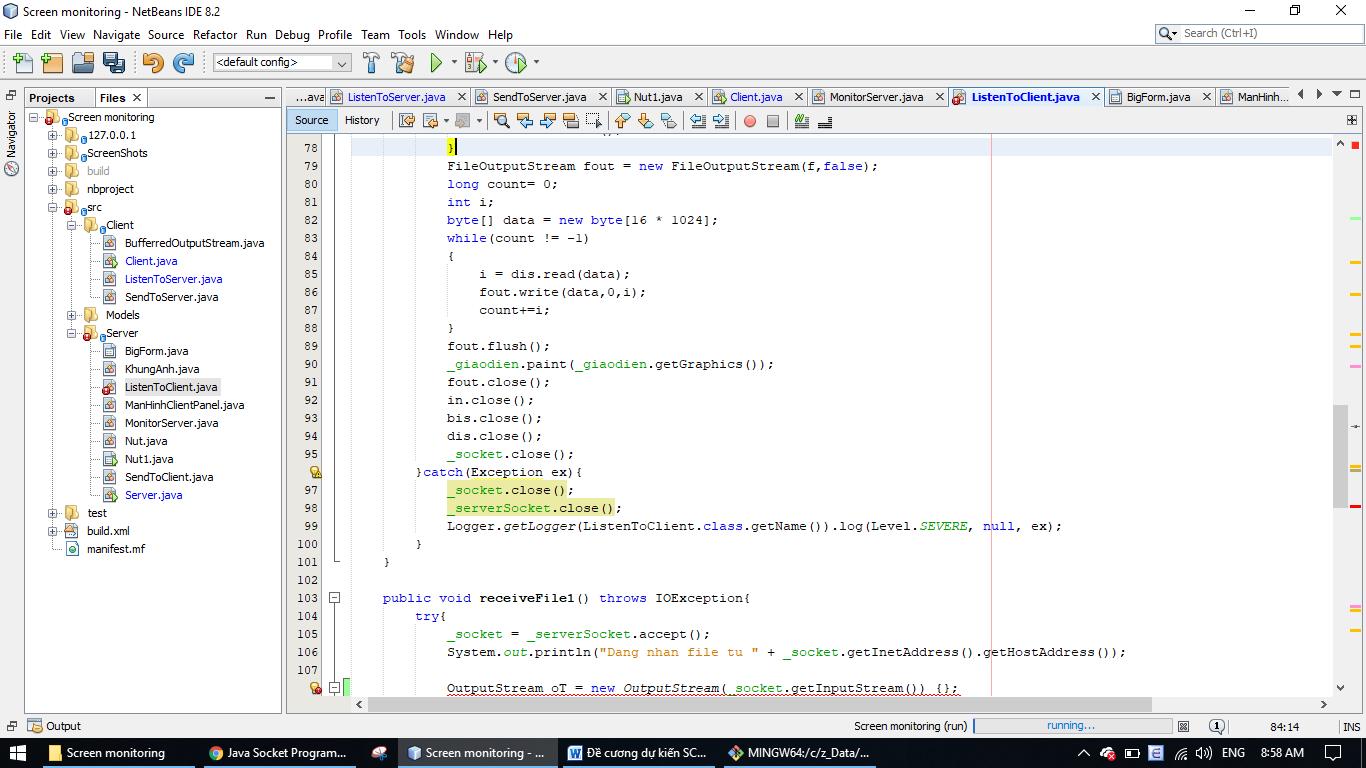 Screen monitoring - NetBeans IDE 8.2
File Edit View Navigate Source Refactor Run Debug Profile Team Tools Window Help
Search (Ctrl+I)
<default config>
Projects Files
...ava ListenToServer.java SendToServer.java Nut1.java Client.java MonitorServer.java ListenToClient.java BigForm.java ManHinh...
Source History
Navigator
Screen monitoring
127.0.0.1
ScreenShots
build
nbproject
src
Client
BufferredOutputStream.java
Client.java
ListenToServer.java
SendToServer.java
Models
Server
BigForm.java
KhungAnh.java
ListenToClient.java
ManHinhClientPanel.java
MonitorServer.java
Nut.java
Nut1.java
SendToClient.java
Server.java
test
build.xml
manifest.mf
78 }
79 FileOutputStream fout = new FileOutputStream(f,false);
80 long count= 0;
81 int i;
82 byte[] data = new byte[16 * 1024];
83 while(count != -1)
84 {
85 i = dis.read(data);
86 fout.write(data,0,i);
87 count+=i;
88 }
89 fout.flush();
90 _giaodien.paint(_giaodien.getGraphics());
91 fout.close();
92 in.close();
93 bis.close();
94 dis.close();
95 _socket.close();
}catch(Exception ex){
97 _socket.close();
98 _serverSocket.close();
99 Logger.getLogger(ListenToClient.class.getName()).log(Level.SEVERE, null, ex);
100 }
101 }
102
103 public void receiveFile1() throws IOException{
104 try{
105 _socket = _serverSocket.accept();
106 System.out.println("Dang nhan file tu " + _socket.getInetAddress().getHostAddress());
107
OutputStream oT = new OutputStream(_socket.getInputStream()) {};
Output
Screen monitoring (run) running... 1 84:14 INS
Screen monitoring Java Socket Program... Screen monitoring - ... Đề cương dự kiến SC... MINGW64:/c/z_Data/... ENG 8:58 AM